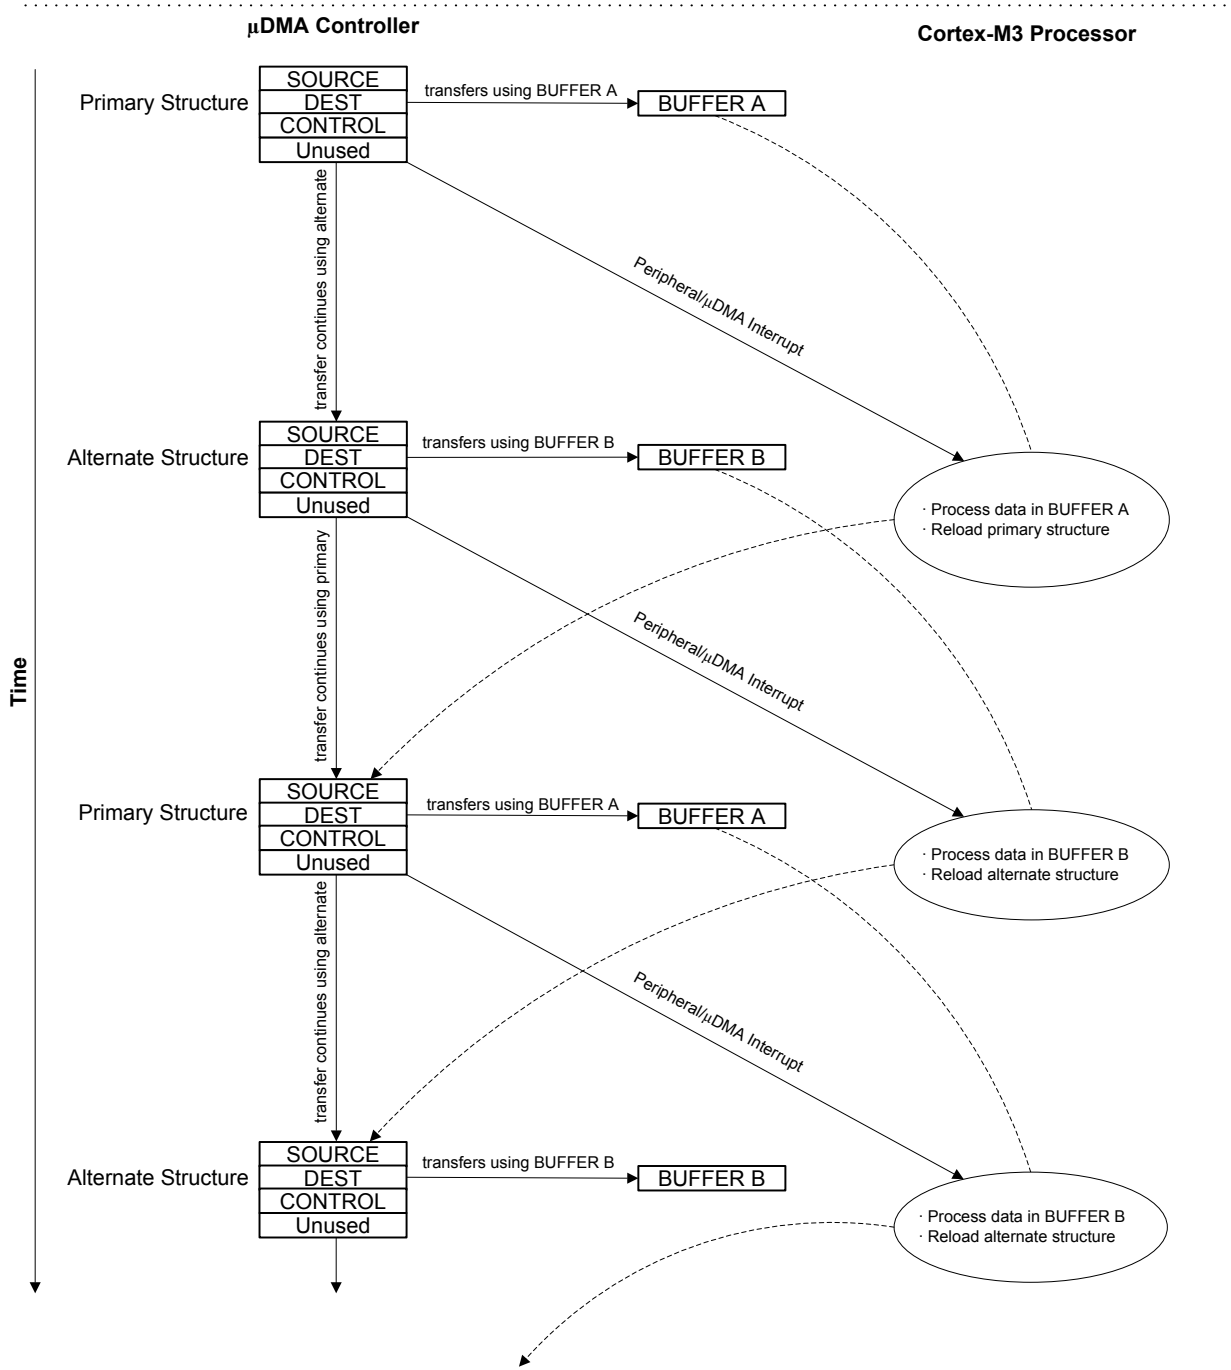 µDMA Controller
Cortex-M3 Processor
Primary Structure
SOURCE
DEST
CONTROL
Unused
transfers using BUFFER A
BUFFER A
transfer continues using alternate
Peripheral/µDMA Interrupt
Alternate Structure
SOURCE
DEST
CONTROL
Unused
transfers using BUFFER B
BUFFER B
· Process data in BUFFER A
· Reload primary structure
transfer continues using primary
Peripheral/µDMA Interrupt
Time
Primary Structure
SOURCE
DEST
CONTROL
Unused
transfers using BUFFER A
BUFFER A
· Process data in BUFFER B
· Reload alternate structure
transfer continues using alternate
Peripheral/µDMA Interrupt
Alternate Structure
SOURCE
DEST
CONTROL
Unused
transfers using BUFFER B
BUFFER B
· Process data in BUFFER B
· Reload alternate structure